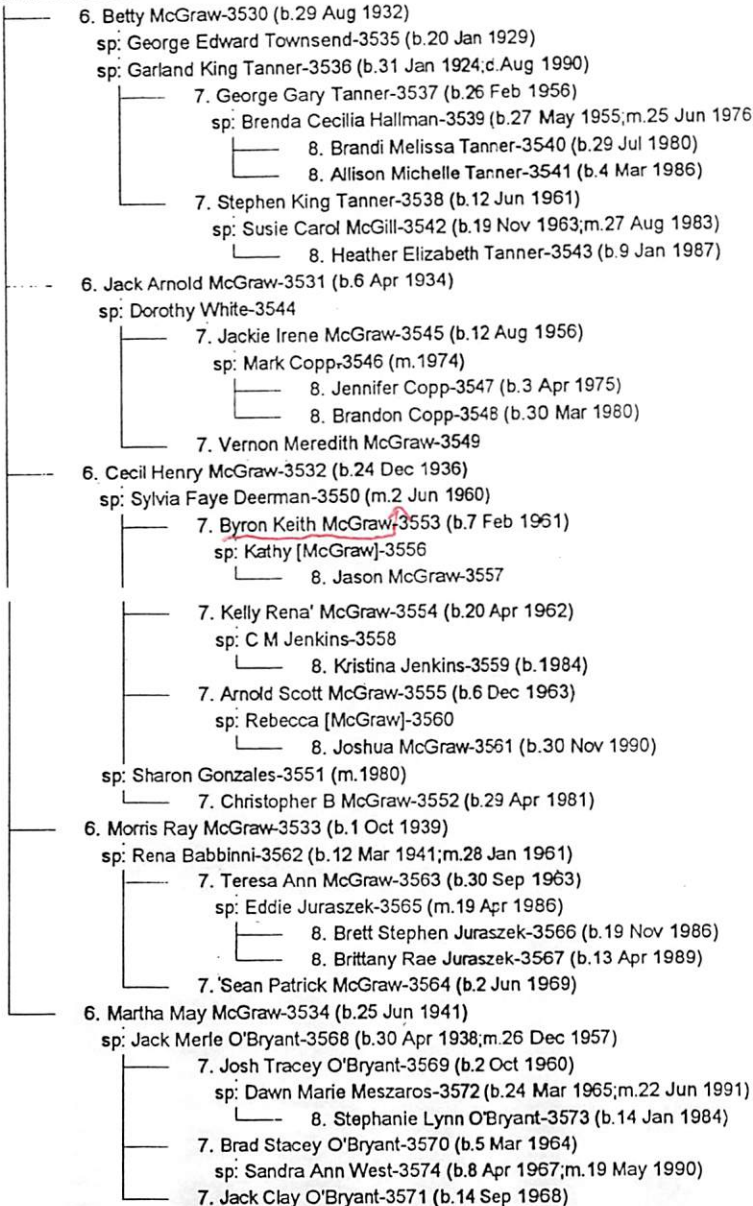 6. Betty McGraw-3530 (b.29 Aug 1932)
sp: George Edward Townsend-3535 (b.20 Jan 1929)
sp: Garland King Tanner-3536 (b.31 Jan 1924;d.Aug 1990)
7. George Gary Tanner-3537 (b.26 Feb 1956)
sp: Brenda Cecilia Hallman-3539 (b.27 May 1955;m.25 Jun 1976
8. Brandi Melissa Tanner-3540 (b.29 Jul 1980)
8. Allison Michelle Tanner-3541 (b.4 Mar 1986)
7. Stephen King Tanner-3538 (b.12 Jun 1961)
sp: Susie Carol McGill-3542 (b.19 Nov 1963;m.27 Aug 1983)
8. Heather Elizabeth Tanner-3543 (b.9 Jan 1987)
6. Jack Arnold McGraw-3531 (b.6 Apr 1934)
sp: Dorothy White-3544
7. Jackie Irene McGraw-3545 (b.12 Aug 1956)
sp: Mark Copp-3546 (m.1974)
8. Jennifer Copp-3547 (b.3 Apr 1975)
8. Brandon Copp-3548 (b.30 Mar 1980)
7. Vernon Meredith McGraw-3549
6. Cecil Henry McGraw-3532 (b.24 Dec 1936)
sp: Sylvia Faye Deerman-3550 (m.2 Jun 1960)
7. Byron Keith McGraw-3553 (b.7 Feb 1961)
sp: Kathy [McGraw]-3556
8. Jason McGraw-3557
7. Kelly Rena' McGraw-3554 (b.20 Apr 1962)
sp: C M Jenkins-3558
8. Kristina Jenkins-3559 (b.1984)
7. Arnold Scott McGraw-3555 (b.6 Dec 1963)
sp: Rebecca [McGraw]-3560
8. Joshua McGraw-3561 (b.30 Nov 1990)
sp: Sharon Gonzales-3551 (m.1980)
7. Christopher B McGraw-3552 (b.29 Apr 1981)
6. Morris Ray McGraw-3533 (b.1 Oct 1939)
sp: Rena Babbinni-3562 (b.12 Mar 1941;m.28 Jan 1961)
7. Teresa Ann McGraw-3563 (b.30 Sep 1963)
sp: Eddie Juraszek-3565 (m.19 Apr 1986)
8. Brett Stephen Juraszek-3566 (b.19 Nov 1986)
8. Brittany Rae Juraszek-3567 (b.13 Apr 1989)
7. Sean Patrick McGraw-3564 (b.2 Jun 1969)
6. Martha May McGraw-3534 (b.25 Jun 1941)
sp: Jack Merle O'Bryant-3568 (b.30 Apr 1938;m.26 Dec 1957)
7. Josh Tracey O'Bryant-3569 (b.2 Oct 1960)
sp: Dawn Marie Meszaros-3572 (b.24 Mar 1965;m.22 Jun 1991)
8. Stephanie Lynn O'Bryant-3573 (b.14 Jan 1984)
7. Brad Stacey O'Bryant-3570 (b.5 Mar 1964)
sp: Sandra Ann West-3574 (b.8 Apr 1967;m.19 May 1990)
7. Jack Clay O'Bryant-3571 (b.14 Sep 1968)